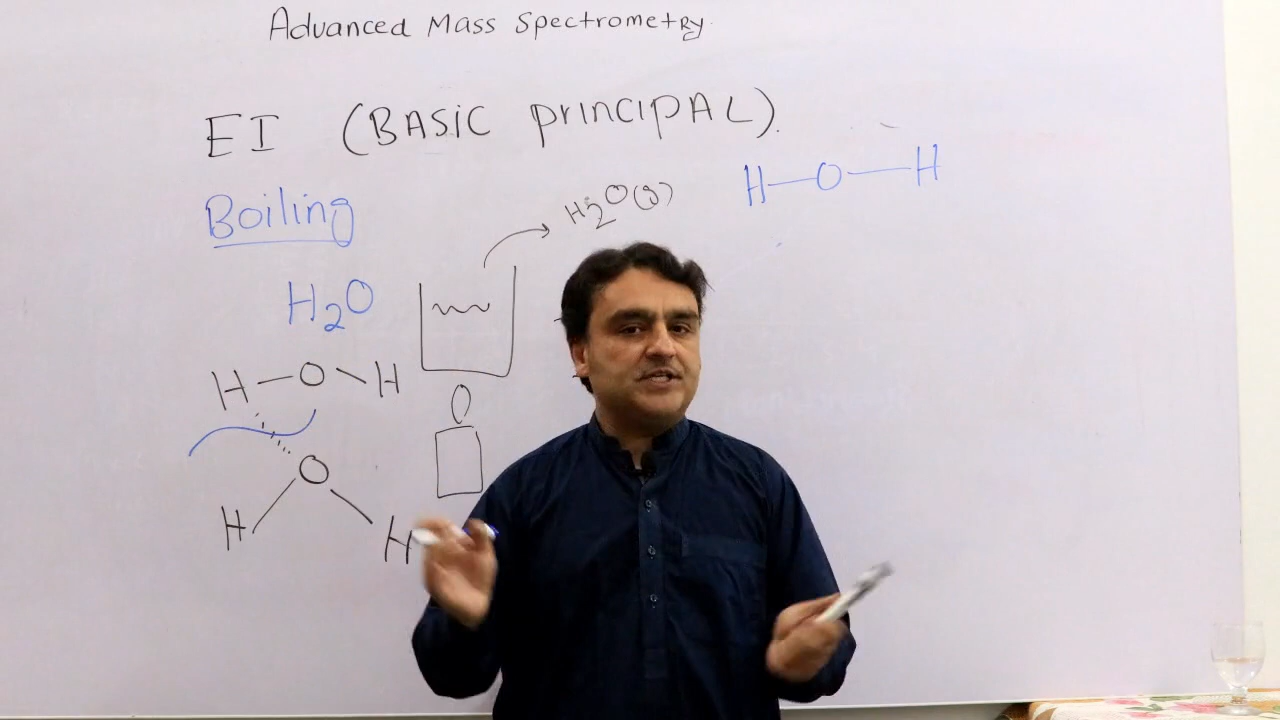 Advanced Mass Spectrometry.
EI (BASIC PRINCIPAL).
Boiling
H₂O(g)
H—O—H
H₂O
H—O—H
O
H H